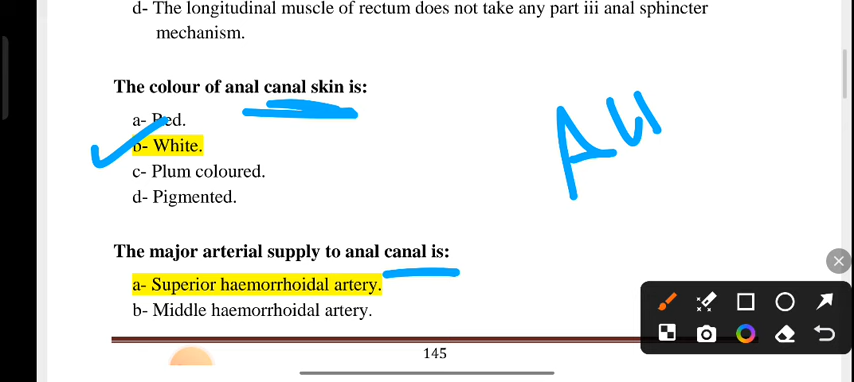 d- The longitudinal muscle of rectum does not take any part iii anal sphincter
mechanism.
The colour of anal canal skin is:
a- Red.
b- White.
c- Plum coloured.
d- Pigmented.
The major arterial supply to anal canal is:
a- Superior haemorrhoidal artery.
b- Middle haemorrhoidal artery.
145